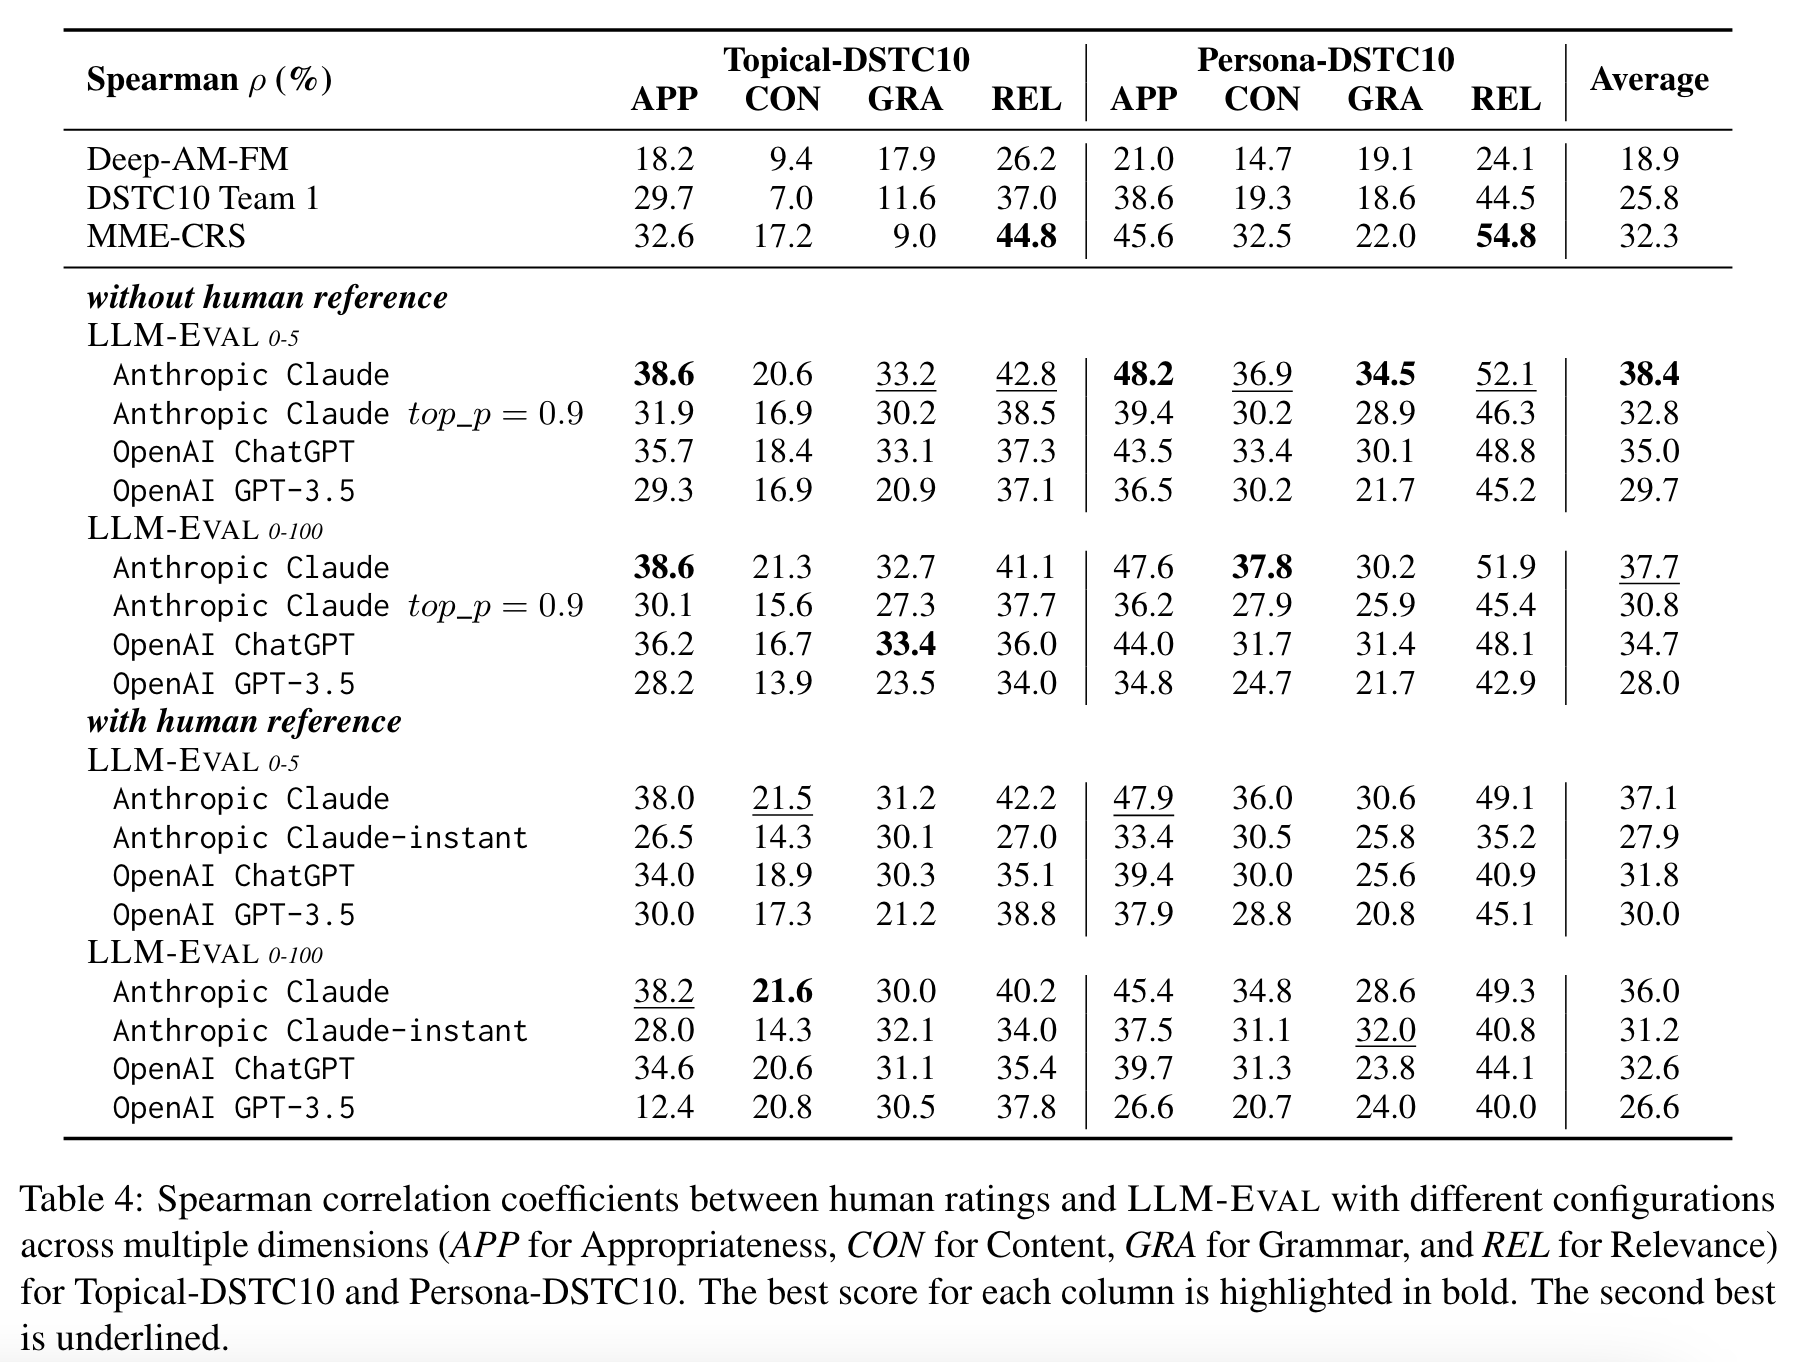 Spearman ρ (%) Topical-DSTC10 Persona-DSTC10 Average
APP CON GRA REL APP CON GRA REL
Deep-AM-FM 18.2 9.4 17.9 26.2 21.0 14.7 19.1 24.1 18.9
DSTC10 Team 1 29.7 7.0 11.6 37.0 38.6 19.3 18.6 44.5 25.8
MME-CRS 32.6 17.2 9.0 44.8 45.6 32.5 22.0 54.8 32.3
without human reference
LLM-EVAL 0-5
Anthropic Claude 38.6 20.6 33.2 42.8 48.2 36.9 34.5 52.1 38.4
Anthropic Claude top_p = 0.9 31.9 16.9 30.2 38.5 39.4 30.2 28.9 46.3 32.8
OpenAI ChatGPT 35.7 18.4 33.1 37.3 43.5 33.4 30.1 48.8 35.0
OpenAI GPT-3.5 29.3 16.9 20.9 37.1 36.5 30.2 21.7 45.2 29.7
LLM-EVAL 0-100
Anthropic Claude 38.6 21.3 32.7 41.1 47.6 37.8 30.2 51.9 37.7
Anthropic Claude top_p = 0.9 30.1 15.6 27.3 37.7 36.2 27.9 25.9 45.4 30.8
OpenAI ChatGPT 36.2 16.7 33.4 36.0 44.0 31.7 31.4 48.1 34.7
OpenAI GPT-3.5 28.2 13.9 23.5 34.0 34.8 24.7 21.7 42.9 28.0
with human reference
LLM-EVAL 0-5
Anthropic Claude 38.0 21.5 31.2 42.2 47.9 36.0 30.6 49.1 37.1
Anthropic Claude-instant 26.5 14.3 30.1 27.0 33.4 30.5 25.8 35.2 27.9
OpenAI ChatGPT 34.0 18.9 30.3 35.1 39.4 30.0 25.6 40.9 31.8
OpenAI GPT-3.5 30.0 17.3 21.2 38.8 37.9 28.8 20.8 45.1 30.0
LLM-EVAL 0-100
Anthropic Claude 38.2 21.6 30.0 40.2 45.4 34.8 28.6 49.3 36.0
Anthropic Claude-instant 28.0 14.3 32.1 34.0 37.5 31.1 32.0 40.8 31.2
OpenAI ChatGPT 34.6 20.6 31.1 35.4 39.7 31.3 23.8 44.1 32.6
OpenAI GPT-3.5 12.4 20.8 30.5 37.8 26.6 20.7 24.0 40.0 26.6
Table 4: Spearman correlation coefficients between human ratings and LLM-EVAL with different configurations
across multiple dimensions (APP for Appropriateness, CON for Content, GRA for Grammar, and REL for Relevance)
for Topical-DSTC10 and Persona-DSTC10. The best score for each column is highlighted in bold. The second best
is underlined.